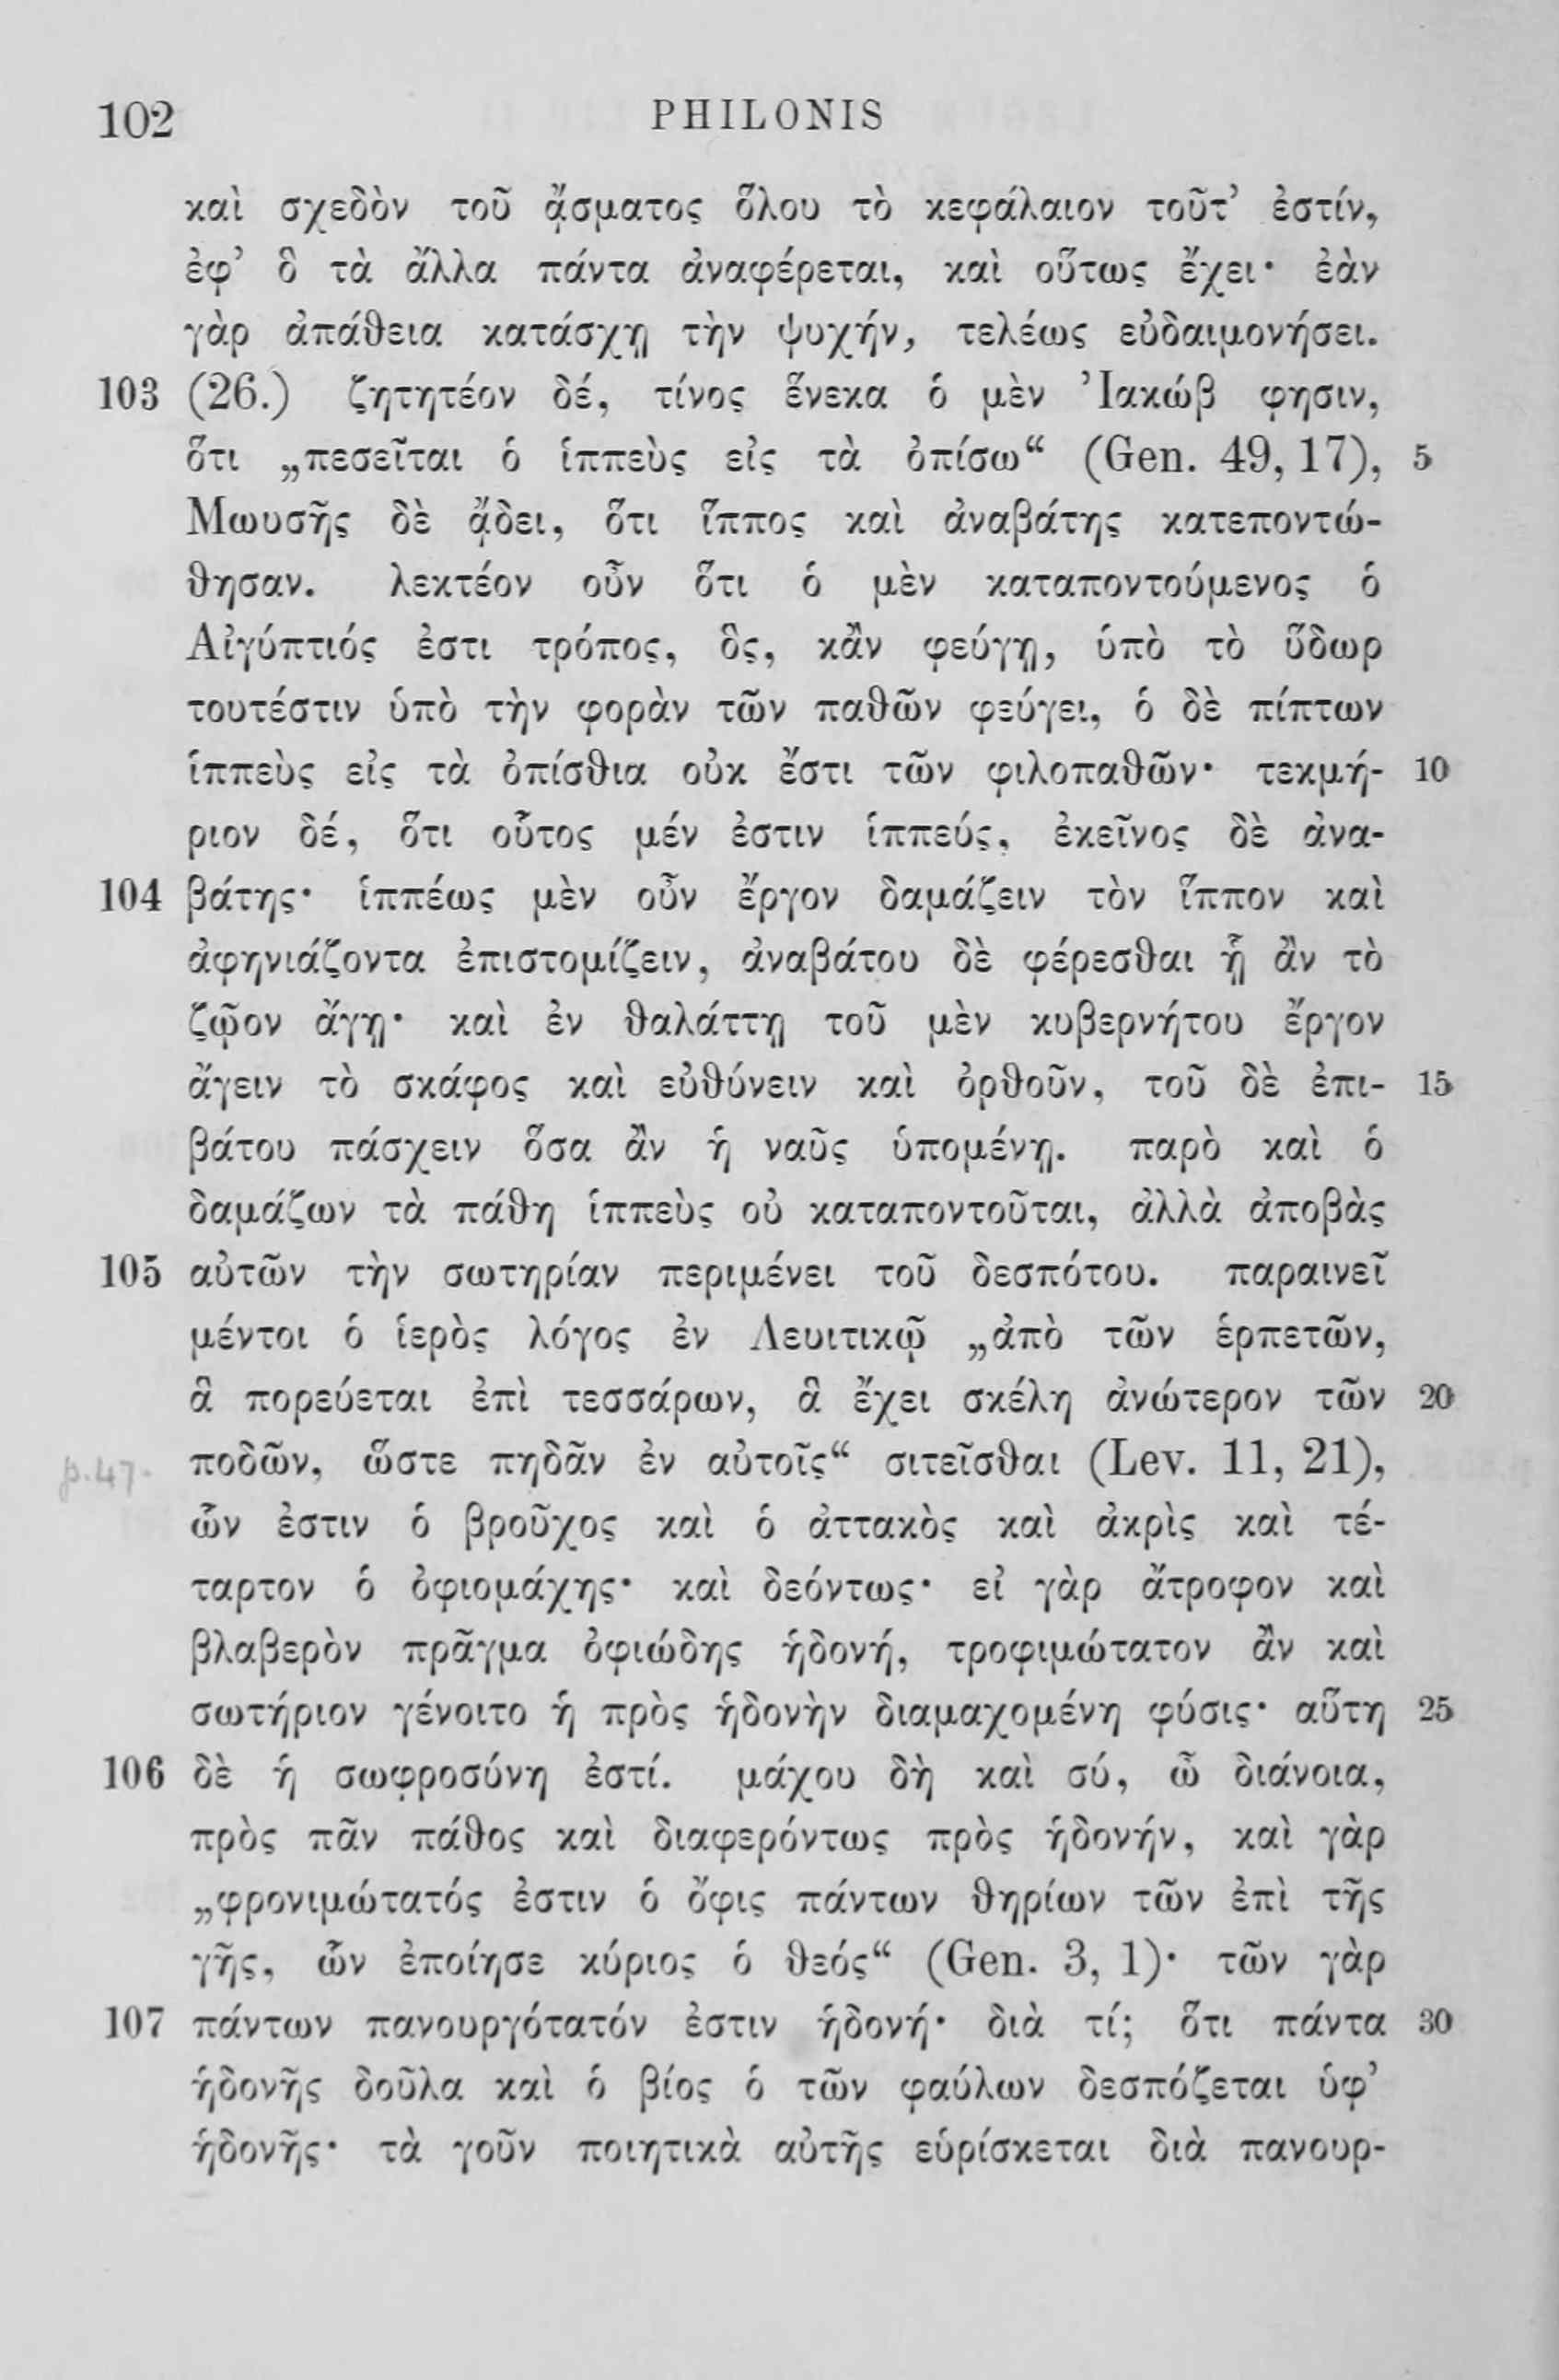 102 PHILONIS
καὶ σχεδὸν τοῦ ᾄσματος ὅλου τὸ κεφάλαιον τοῦτ’ ἐστίν,
ἐφ’ ὃ τὰ ἄλλα πάντα ἀναφέρεται, καὶ οὕτως ἔχει· ἐὰν
γὰρ ἀπάθεια κατάσχῃ τὴν ψυχήν, τελέως εὐδαιμονήσει.
103 (26.) ζητητέον δέ, τίνος ἕνεκα ὁ μὲν Ἰακώβ φησιν,
ὅτι „πεσεῖται ὁ ἱππεὺς εἰς τὰ ὀπίσω“ (Gen. 49, 17), 5
Μωυσῆς δὲ ᾄδει, ὅτι ἵππος καὶ ἀναβάτης κατεποντώ-
θησαν. λεκτέον οὖν ὅτι ὁ μὲν καταποντούμενος ὁ
Αἰγύπτιός ἐστι τρόπος, ὃς, κἂν φεύγῃ, ὑπὸ τὸ ὕδωρ
τουτέστιν ὑπὸ τὴν φορὰν τῶν παθῶν φεύγει, ὁ δὲ πίπτων
ἱππεὺς εἰς τὰ ὀπίσθια οὐκ ἔστι τῶν φιλοπαθῶν· τεκμή- 10
ριον δέ, ὅτι οὗτος μέν ἐστιν ἱππεύς, ἐκεῖνος δὲ ἀνα-
104 βάτης· ἱππέως μὲν οὖν ἔργον δαμάζειν τὸν ἵππον καὶ
ἀφηνιάζοντα ἐπιστομίζειν, ἀναβάτου δὲ φέρεσθαι ᾗ ἂν τὸ
ζῷον ἄγῃ· καὶ ἐν θαλάττῃ τοῦ μὲν κυβερνήτου ἔργον
ἄγειν τὸ σκάφος καὶ εὐθύνειν καὶ ὀρθοῦν, τοῦ δὲ ἐπι- 15
βάτου πάσχειν ὅσα ἂν ἡ ναῦς ὑπομένῃ. παρὸ καὶ ὁ
δαμάζων τὰ πάθη ἱππεὺς οὐ καταποντοῦται, ἀλλὰ ἀποβὰς
105 αὐτῶν τὴν σωτηρίαν περιμένει τοῦ δεσπότου. παραινεῖ
μέντοι ὁ ἱερὸς λόγος ἐν Λευιτικῷ „ἀπὸ τῶν ἑρπετῶν,
ἃ πορεύεται ἐπὶ τεσσάρων, ἃ ἔχει σκέλη ἀνώτερον τῶν 20
p.47. ποδῶν, ὥστε πηδᾶν ἐν αὐτοῖς“ σιτεῖσθαι (Lev. 11, 21),
ὧν ἐστιν ὁ βροῦχος καὶ ὁ ἀττακὸς καὶ ἀκρὶς καὶ τέ-
ταρτον ὁ ὀφιομάχης· καὶ δεόντως· εἰ γὰρ ἄτροφον καὶ
βλαβερὸν πρᾶγμα ὀφιώδης ἡδονή, τροφιμώτατον ἂν καὶ
σωτήριον γένοιτο ἡ πρὸς ἡδονὴν διαμαχομένη φύσις· αὕτη 25
106 δὲ ἡ σωφροσύνη ἐστί. μάχου δὴ καὶ σύ, ὦ διάνοια,
πρὸς πᾶν πάθος καὶ διαφερόντως πρὸς ἡδονήν, καὶ γὰρ
„φρονιμώτατός ἐστιν ὁ ὄφις πάντων θηρίων τῶν ἐπὶ τῆς
γῆς, ὧν ἐποίησε κύριος ὁ θεός“ (Gen. 3, 1)· τῶν γὰρ
107 πάντων πανουργότατόν ἐστιν ἡδονή· διὰ τί; ὅτι πάντα 30
ἡδονῆς δοῦλα καὶ ὁ βίος ὁ τῶν φαύλων δεσπόζεται ὑφ’
ἡδονῆς· τὰ γοῦν ποιητικὰ αὐτῆς εὑρίσκεται διὰ πανουρ-